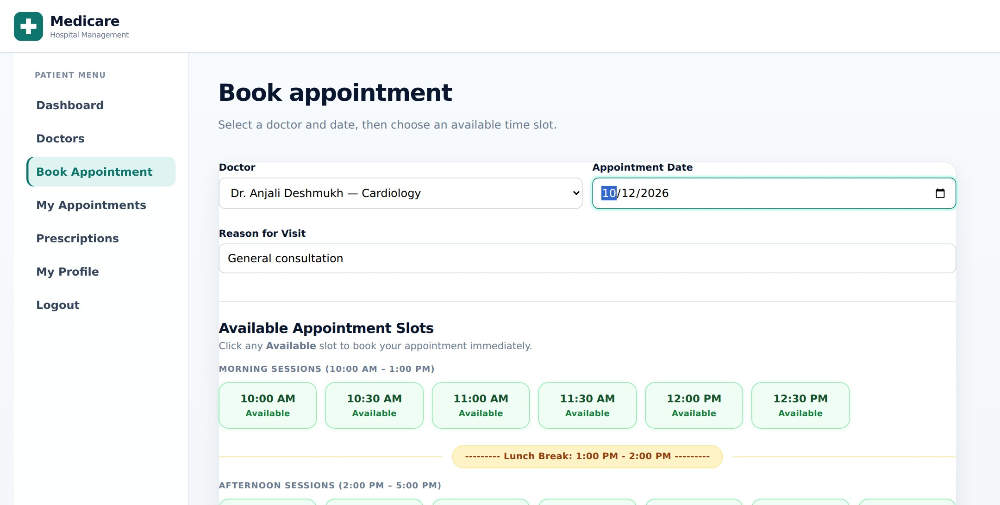 Medicare
Hospital Management
PATIENT MENU
Dashboard
Doctors
Book Appointment
My Appointments
Prescriptions
My Profile
Logout
Book appointment
Select a doctor and date, then choose an available time slot.
Doctor
Appointment Date
Dr. Anjali Deshmukh — Cardiology
10/12/2026
Reason for Visit
General consultation
Available Appointment Slots
Click any Available slot to book your appointment immediately.
MORNING SESSIONS (10:00 AM – 1:00 PM)
10:00 AM
Available
10:30 AM
Available
11:00 AM
Available
11:30 AM
Available
12:00 PM
Available
12:30 PM
Available
--------- Lunch Break: 1:00 PM - 2:00 PM ---------
AFTERNOON SESSIONS (2:00 PM – 5:00 PM)